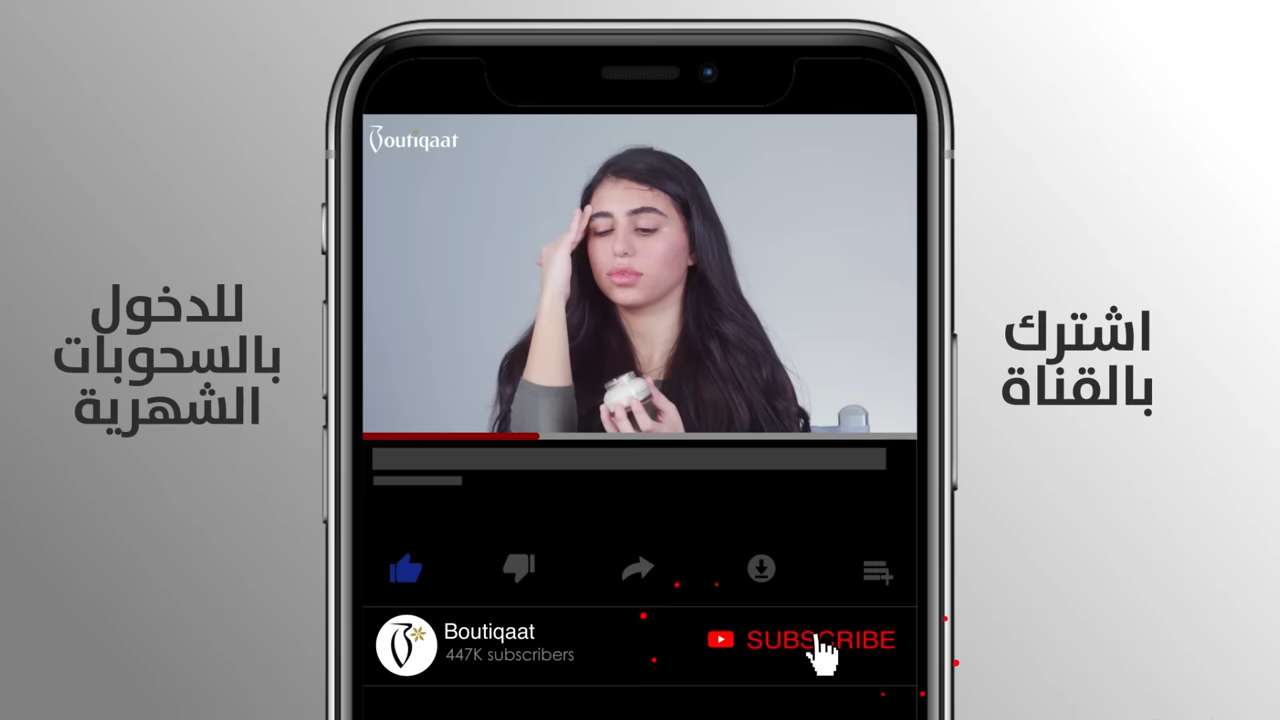 اشترك
بالقناة
للدخول
بالسحوبات
الشهرية
Boutiqaat
Boutiqaat
447K subscribers
SUBSCRIBE